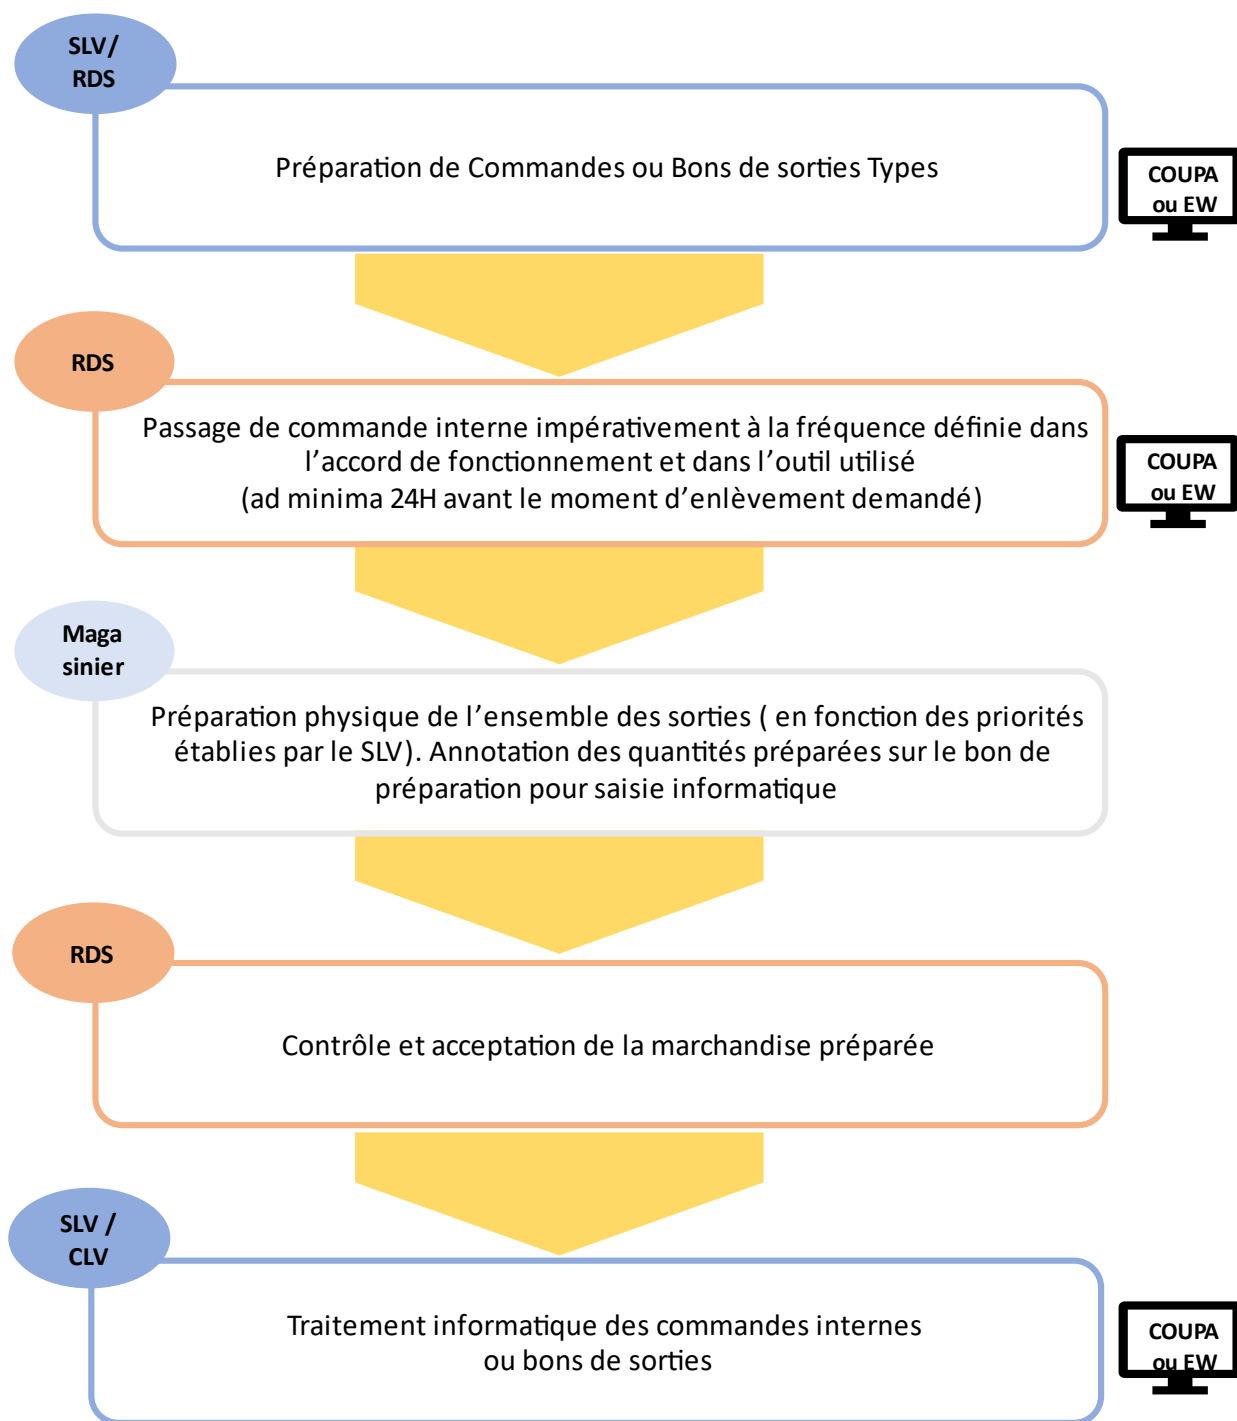 SLV/
RDS
Préparation de Commandes ou Bons de sorties Types
COUPA
ou EW
RDS
Passage de commande interne impérativement à la fréquence définie dans
l’accord de fonctionnement et dans l’outil utilisé
(ad minima 24H avant le moment d’enlèvement demandé)
COUPA
ou EW
Maga
sinier
Préparation physique de l’ensemble des sorties ( en fonction des priorités
établies par le SLV). Annotation des quantités préparées sur le bon de
préparation pour saisie informatique
RDS
Contrôle et acceptation de la marchandise préparée
SLV /
CLV
Traitement informatique des commandes internes
ou bons de sorties
COUPA
ou EW